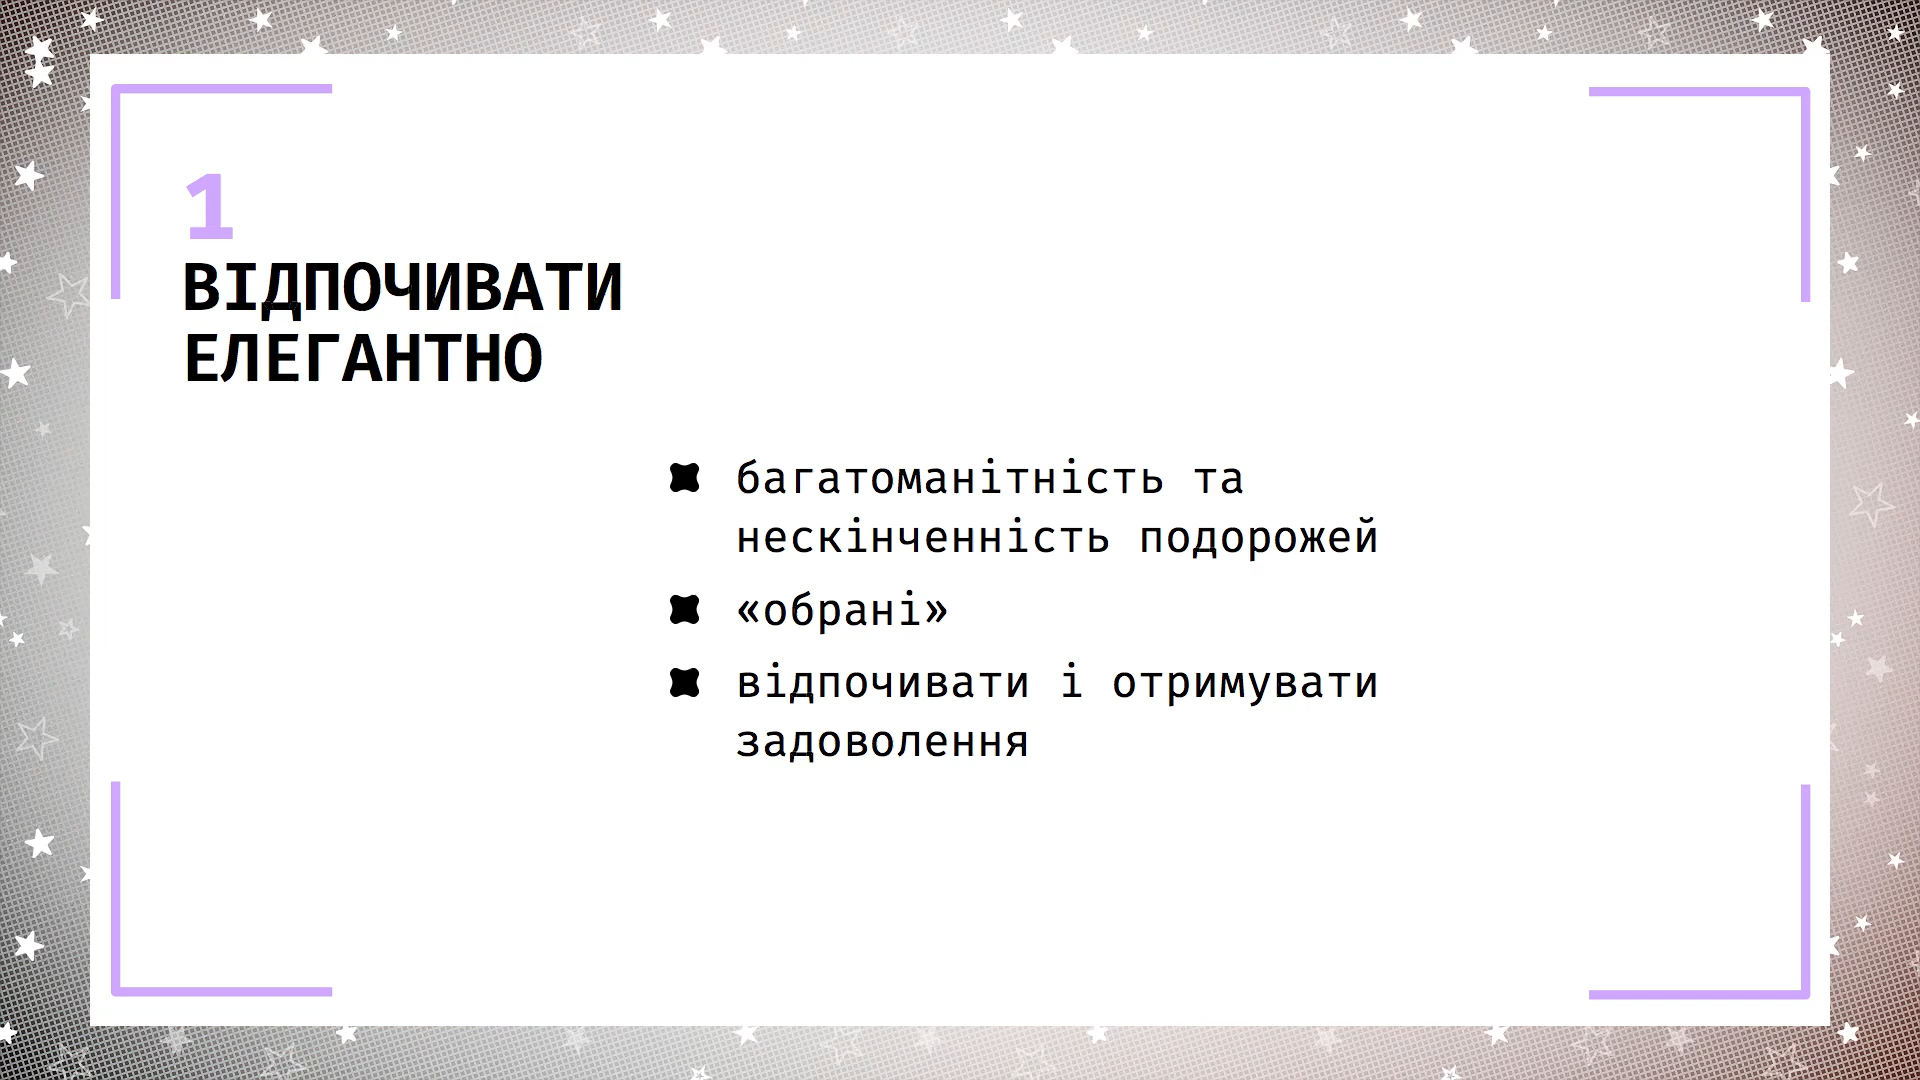 1
ВІДПОЧИВАТИ
ЕЛЕГАНТНО
багатоманітність та
нескінченність подорожей
«обрані»
відпочивати і отримувати
задоволення